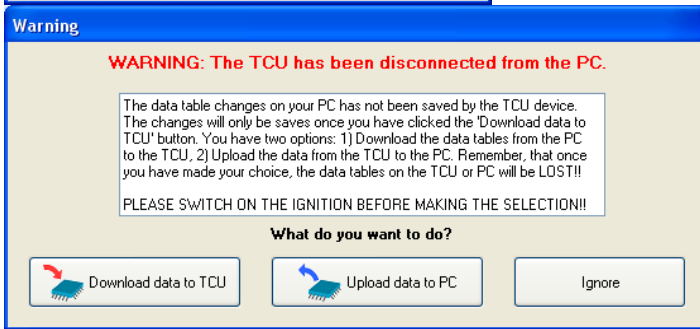 Warning
WARNING: The TCU has been disconnected from the PC.
The data table changes on your PC has not been saved by the TCU device.
The changes will only be saves once you have clicked the 'Download data to
TCU' button. You have two options: 1) Download the data tables from the PC
to the TCU, 2) Upload the data from the TCU to the PC. Remember, that once
you have made your choice, the data tables on the TCU or PC will be LOST!!
PLEASE SWITCH ON THE IGNITION BEFORE MAKING THE SELECTION!!
What do you want to do?
Download data to TCU
Upload data to PC
Ignore